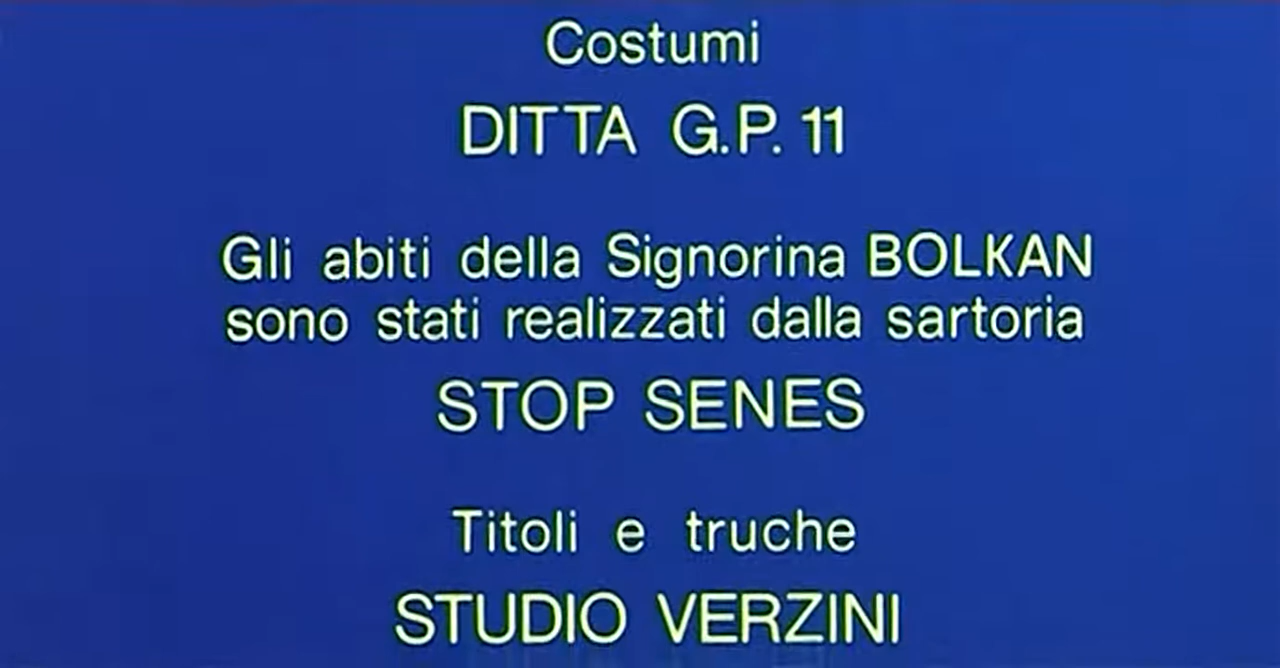 Costumi
DITTA G.P. 11
Gli abiti della Signorina BOLKAN
sono stati realizzati dalla sartoria
STOP SENES
Titoli e truche
STUDIO VERZINI